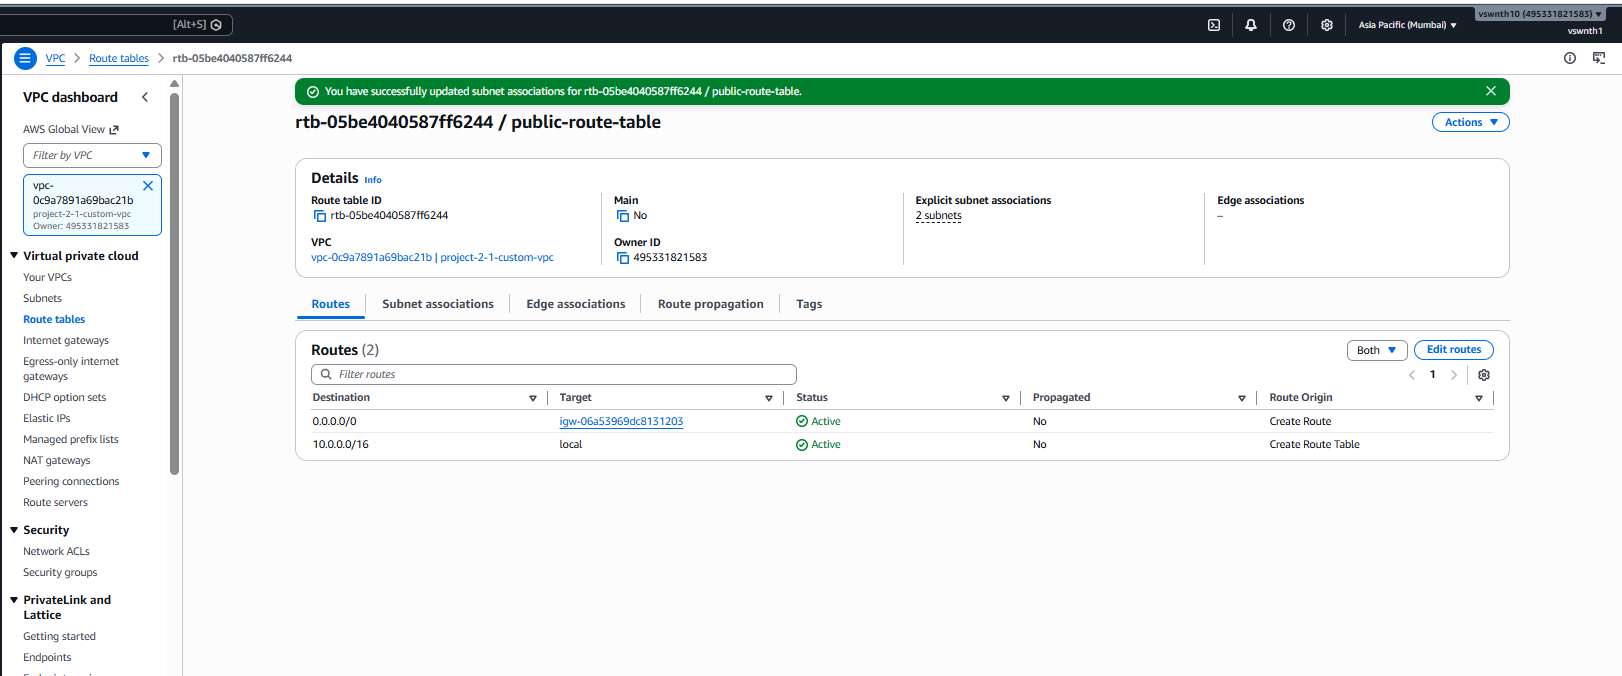 [Alt+S]
Asia Pacific (Mumbai)
vswnth10 (495331821583)
vswnth1
VPC
Route tables
rtb-05be4040587ff6244
VPC dashboard
AWS Global View
Filter by VPC
vpc-
0c9a7891a69bac21b
project-2-1-custom-vpc
Owner: 495331821583
Virtual private cloud
Your VPCs
Subnets
Route tables
Internet gateways
Egress-only internet
gateways
DHCP option sets
Elastic IPs
Managed prefix lists
NAT gateways
Peering connections
Route servers
Security
Network ACLs
Security groups
PrivateLink and
Lattice
Getting started
Endpoints
You have successfully updated subnet associations for rtb-05be4040587ff6244 / public-route-table.
rtb-05be4040587ff6244 / public-route-table
Actions
Details Info
Route table ID
rtb-05be4040587ff6244
Main
No
Explicit subnet associations
2 subnets
Edge associations
–
VPC
vpc-0c9a7891a69bac21b | project-2-1-custom-vpc
Owner ID
495331821583
Routes Subnet associations Edge associations Route propagation Tags
Routes (2)
Both
Edit routes
Filter routes
1
Destination Target Status Propagated Route Origin
0.0.0.0/0 igw-06a53969dc8131203 Active No Create Route
10.0.0.0/16 local Active No Create Route Table